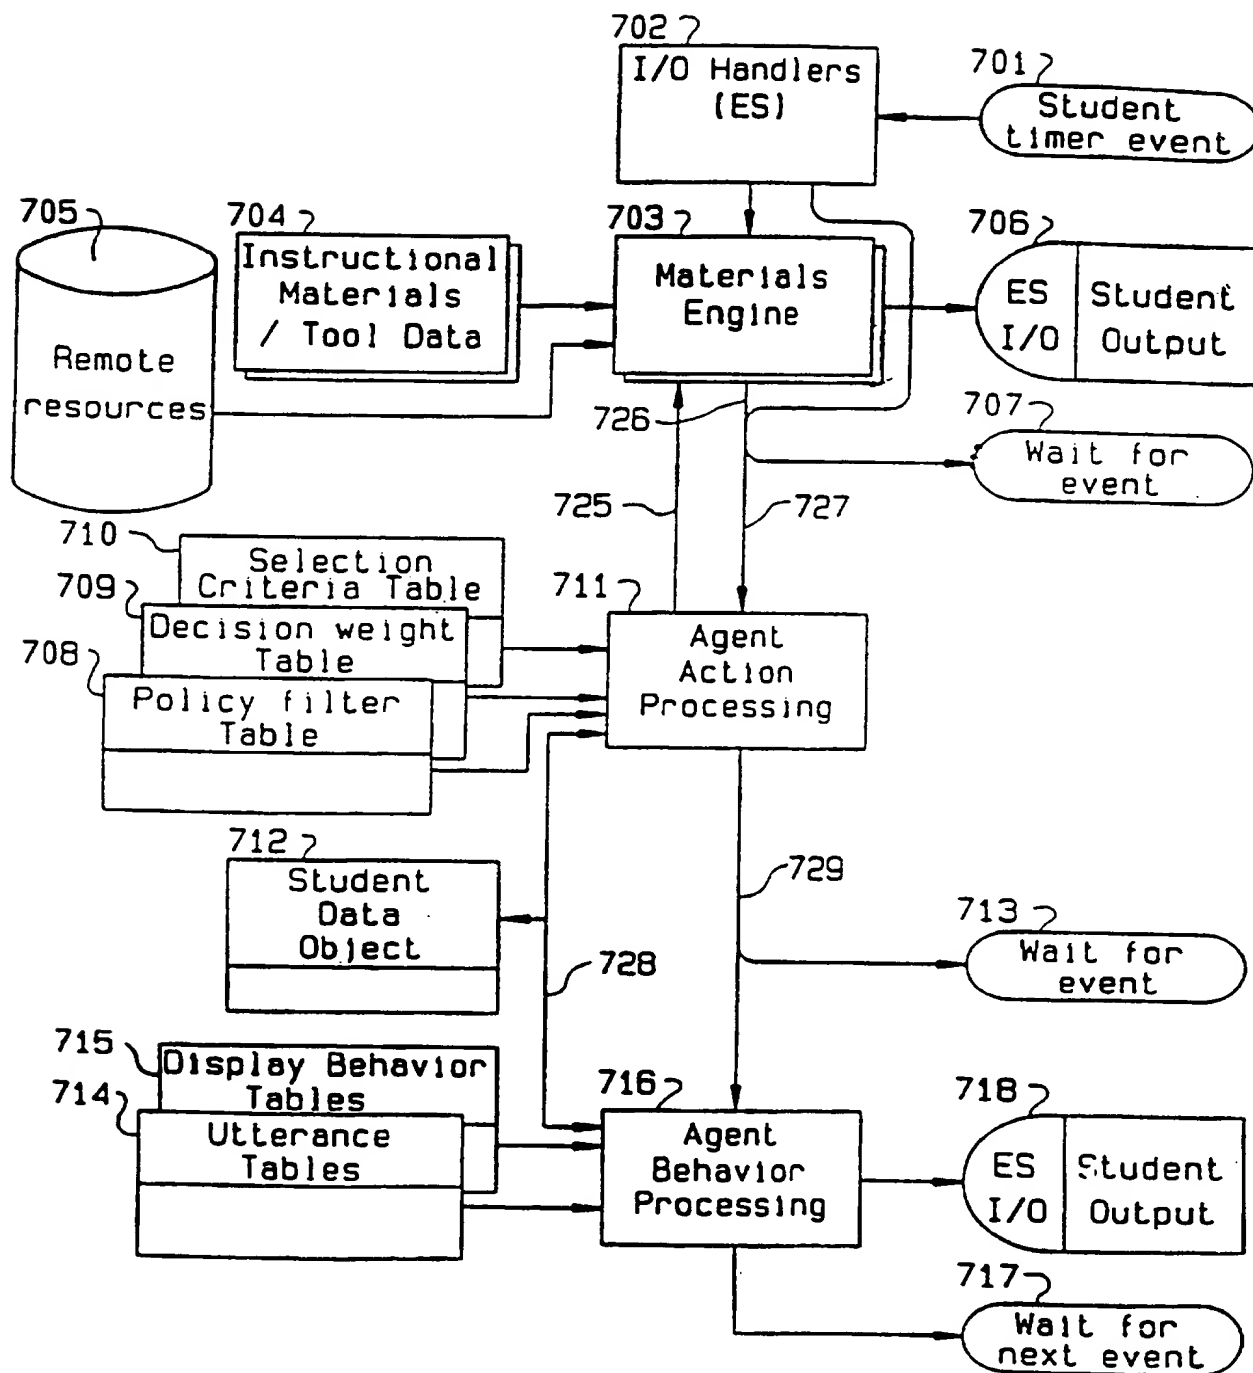 702
I/O Handlers
(ES)
701
Student
timer event
705
Remote
resources
704
Instructional
Materials
/ Tool Data
703
Materials
Engine
706
ES
I/O
Student
Output
726
707
Wait for
event
725
727
710
Selection
Criteria Table
709
Decision weight
Table
708
Policy filter
Table
711
Agent
Action
Processing
712
Student
Data
Object
728
729
713
Wait for
event
715
Display Behavior
Tables
714
Utterance
Tables
716
Agent
Behavior
Processing
718
ES
I/O
Student
Output
717
Wait for
next event